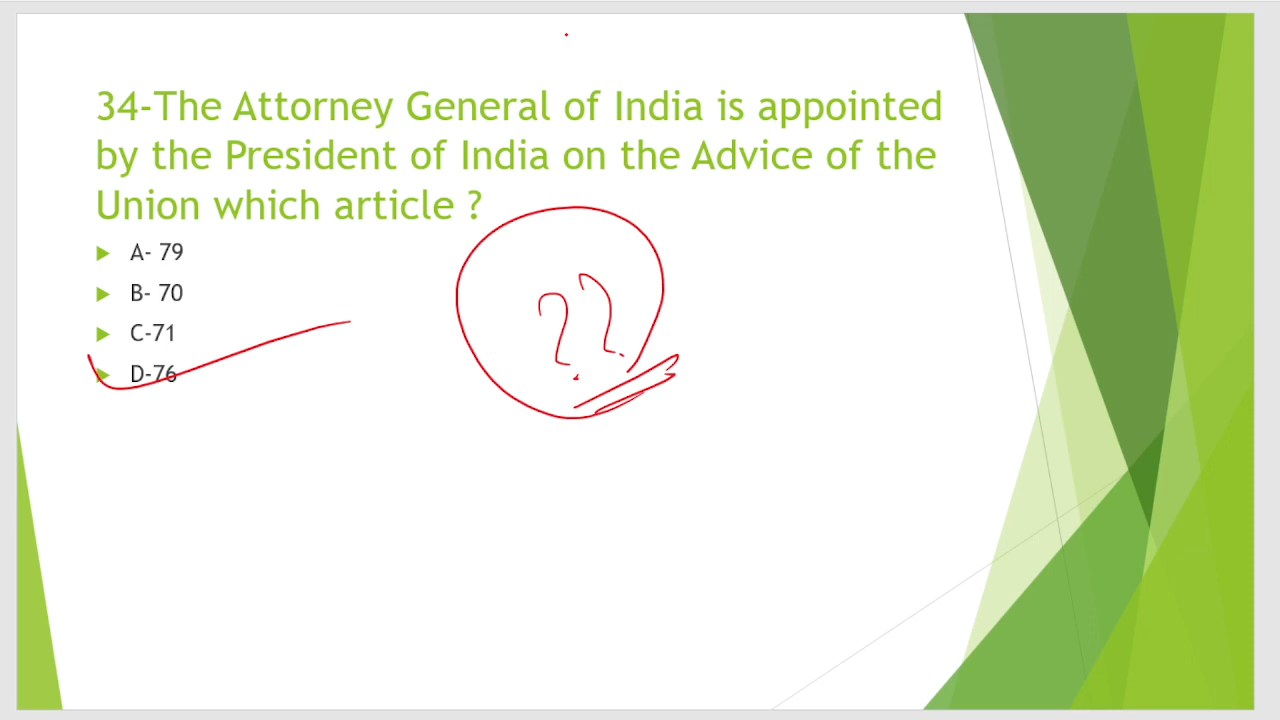 34-The Attorney General of India is appointed
by the President of India on the Advice of the
Union which article ?
A- 79
B- 70
C-71
D-76
??